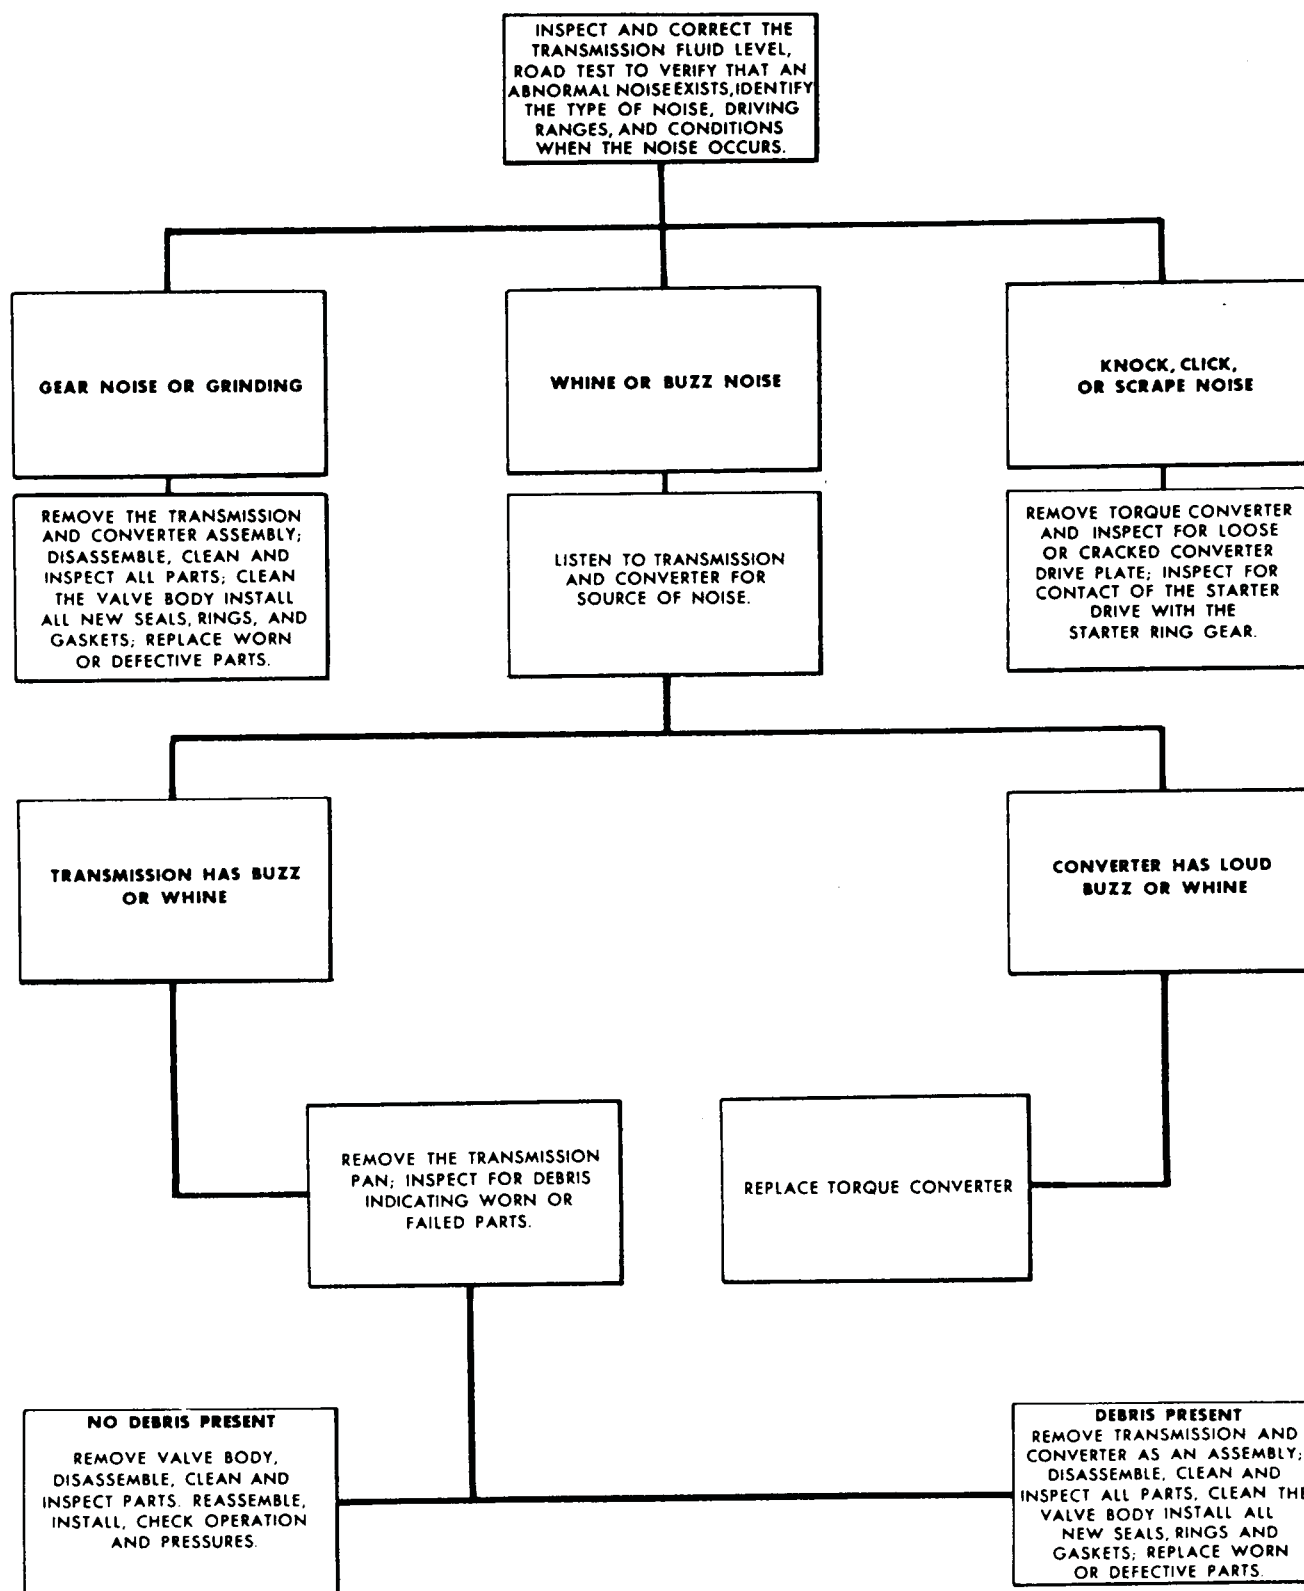 INSPECT AND CORRECT THE
TRANSMISSION FLUID LEVEL,
ROAD TEST TO VERIFY THAT AN
ABNORMAL NOISE EXISTS, IDENTIFY
THE TYPE OF NOISE, DRIVING
RANGES, AND CONDITIONS
WHEN THE NOISE OCCURS.
GEAR NOISE OR GRINDING
WHINE OR BUZZ NOISE
KNOCK, CLICK,
OR SCRAPE NOISE
REMOVE THE TRANSMISSION
AND CONVERTER ASSEMBLY;
DISASSEMBLE, CLEAN AND
INSPECT ALL PARTS; CLEAN
THE VALVE BODY INSTALL
ALL NEW SEALS, RINGS, AND
GASKETS; REPLACE WORN
OR DEFECTIVE PARTS.
LISTEN TO TRANSMISSION
AND CONVERTER FOR
SOURCE OF NOISE.
REMOVE TORQUE CONVERTER
AND INSPECT FOR LOOSE
OR CRACKED CONVERTER
DRIVE PLATE; INSPECT FOR
CONTACT OF THE STARTER
DRIVE WITH THE
STARTER RING GEAR.
TRANSMISSION HAS BUZZ
OR WHINE
CONVERTER HAS LOUD
BUZZ OR WHINE
REMOVE THE TRANSMISSION
PAN; INSPECT FOR DEBRIS
INDICATING WORN OR
FAILED PARTS.
REPLACE TORQUE CONVERTER
NO DEBRIS PRESENT
REMOVE VALVE BODY,
DISASSEMBLE, CLEAN AND
INSPECT PARTS. REASSEMBLE,
INSTALL, CHECK OPERATION
AND PRESSURES.
DEBRIS PRESENT
REMOVE TRANSMISSION AND
CONVERTER AS AN ASSEMBLY;
DISASSEMBLE, CLEAN AND
INSPECT ALL PARTS, CLEAN THE
VALVE BODY INSTALL ALL
NEW SEALS, RINGS AND
GASKETS; REPLACE WORN
OR DEFECTIVE PARTS.